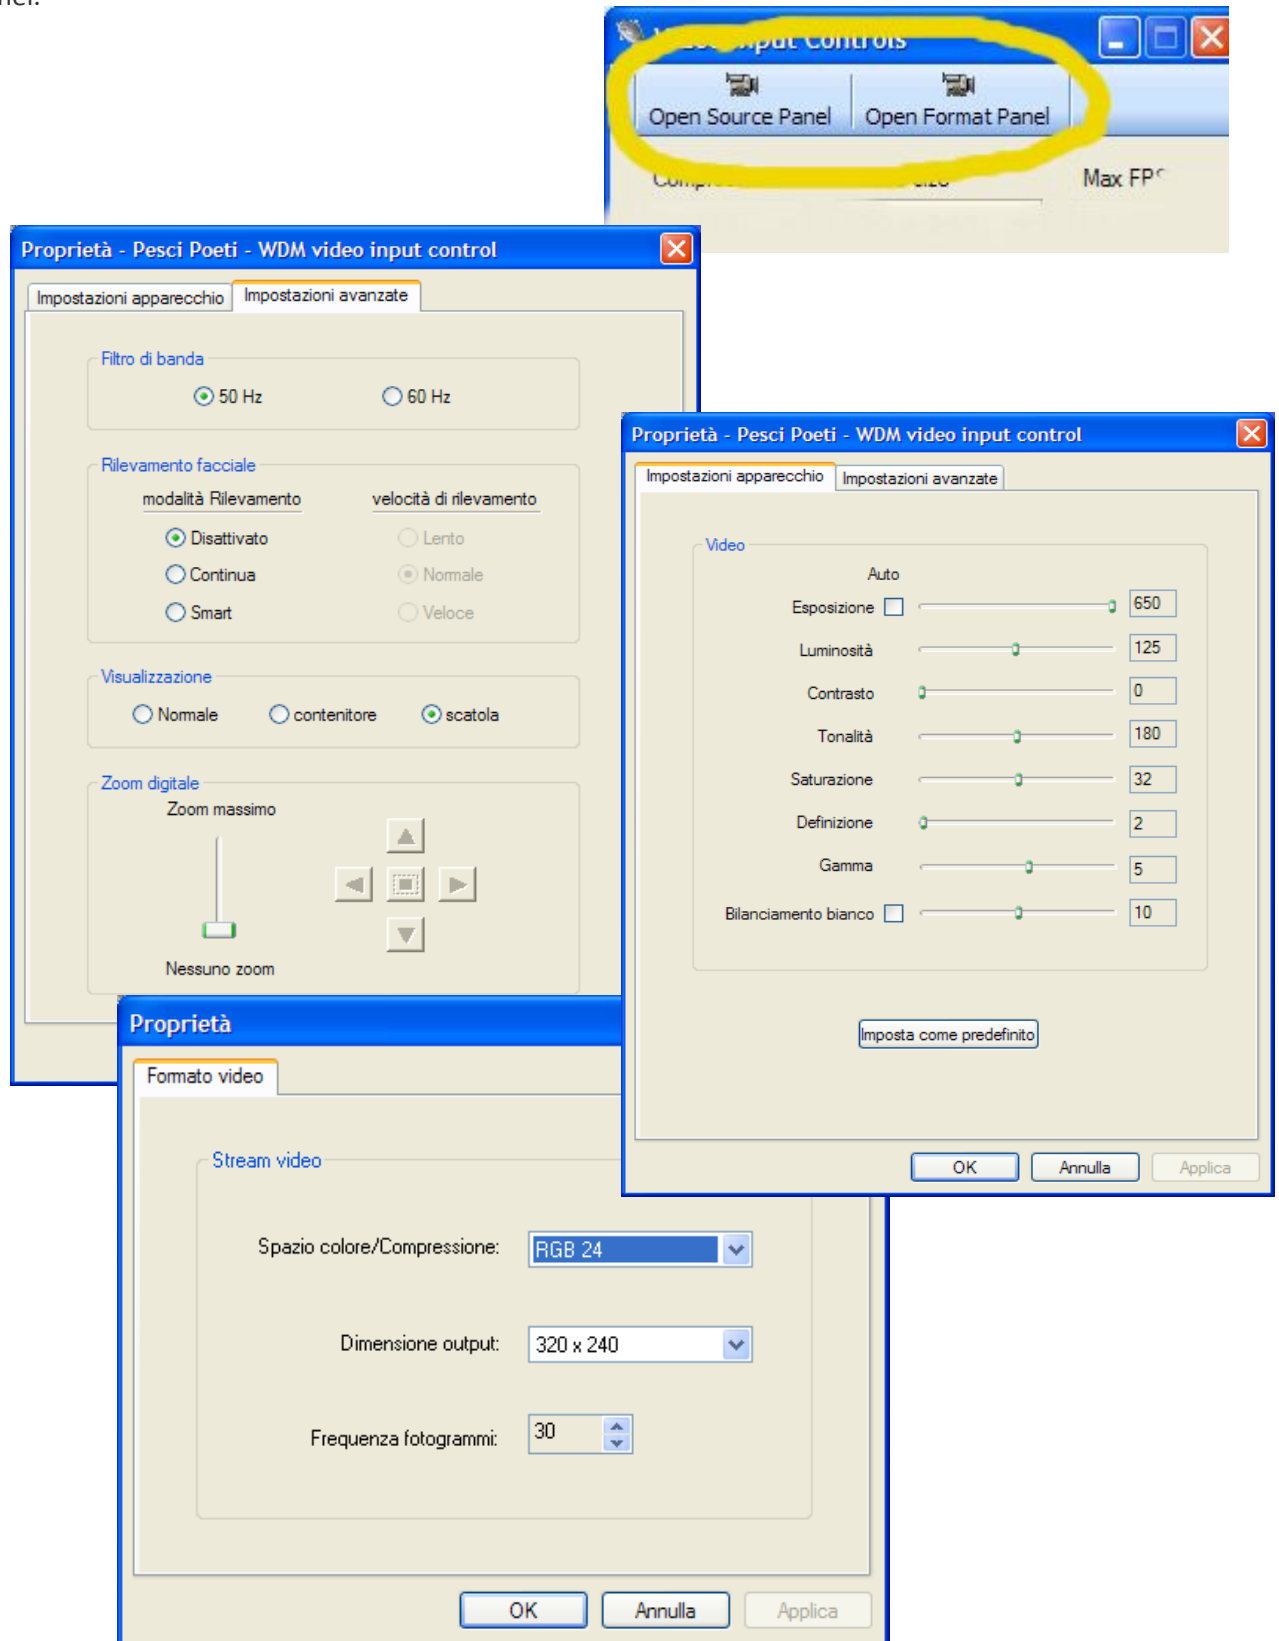 Controls
Open Source Panel Open Format Panel
Max FPS
Proprietà - Pesci Poeti - WDM video input control
Impostazioni apparecchio Impostazioni avanzate
Filtro di banda
50 Hz 60 Hz
Rilevamento facciale
modalità Rilevamento velocità di rilevamento
Disattivato Lento
Continua Normale
Smart Veloce
Visualizzazione
Normale contenitore scatola
Zoom digitale
Zoom massimo
Nessuno zoom
Proprietà - Pesci Poeti - WDM video input control
Impostazioni apparecchio Impostazioni avanzate
Video
Auto
Esposizione 650
Luminosità 125
Contrasto 0
Tonalità 180
Saturazione 32
Definizione 2
Gamma 5
Bilanciamento bianco 10
Imposta come predefinito
OK Annulla Applica
Proprietà
Formato video
Stream video
Spazio colore/Compressione: RGB 24
Dimensione output: 320 x 240
Frequenza fotogrammi: 30
OK Annulla Applica